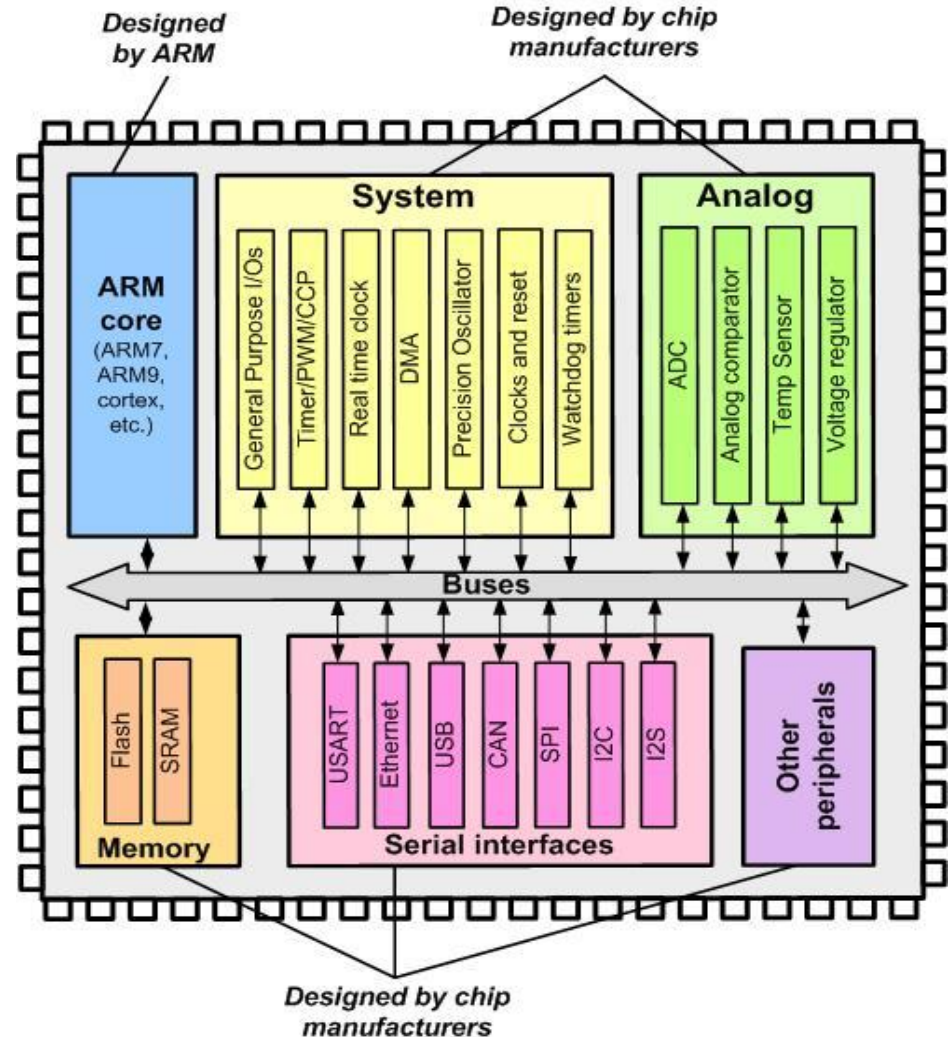 Designed
by ARM
Designed by chip
manufacturers
ARM
core
(ARM7,
ARM9,
cortex,
etc.)
System
General Purpose I/Os
Timer/PWM/CCP
Real time clock
DMA
Precision Oscillator
Clocks and reset
Watchdog timers
Analog
ADC
Analog comparator
Temp Sensor
Voltage regulator
Buses
Flash
SRAM
Memory
USART
Ethernet
USB
CAN
SPI
I2C
I2S
Serial interfaces
Other
peripherals
Designed by chip
manufacturers